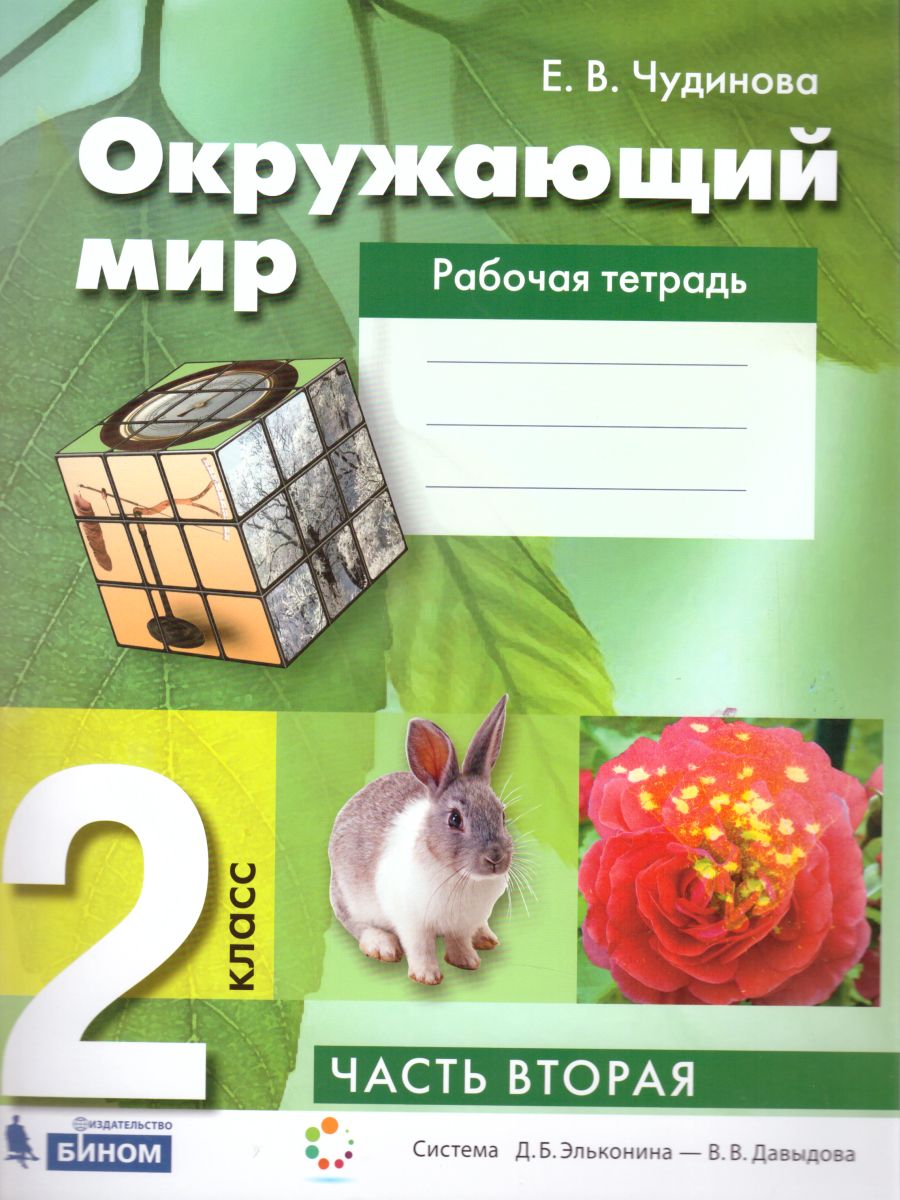 Е. В. Чудинова
Окружающий
мир
Рабочая тетрадь
2
класс
ЧАСТЬ ВТОРАЯ
ИЗДАТЕЛЬСТВО
БИНОМ
Система Д.Б.Эльконина — В.В.Давыдова